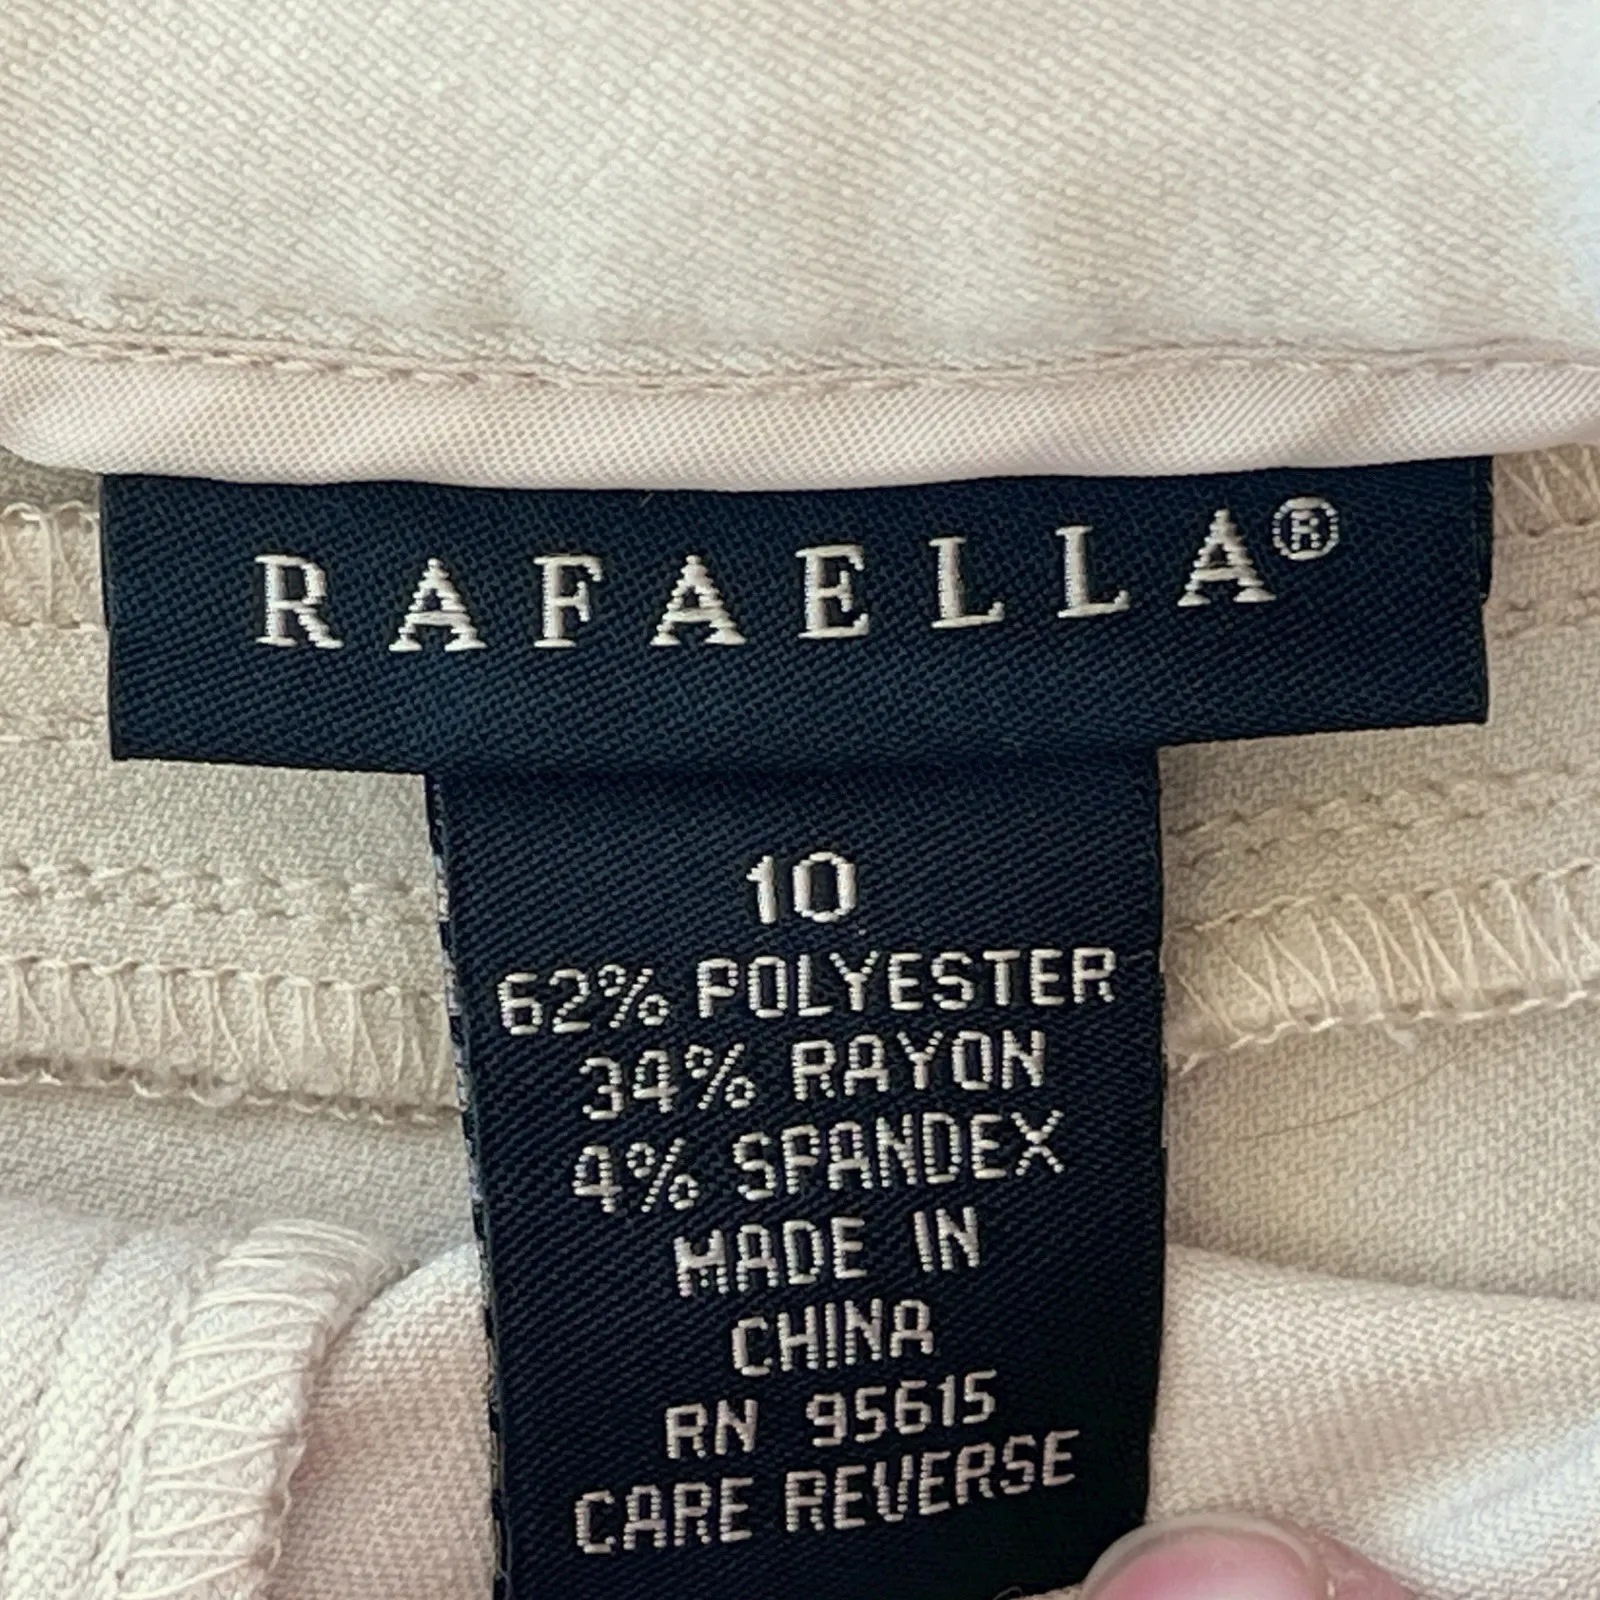 RAFAELLA®
10
62% POLYESTER
34% RAYON
4% SPANDEX
MADE IN
CHINA
RN 95615
CARE REVERSE